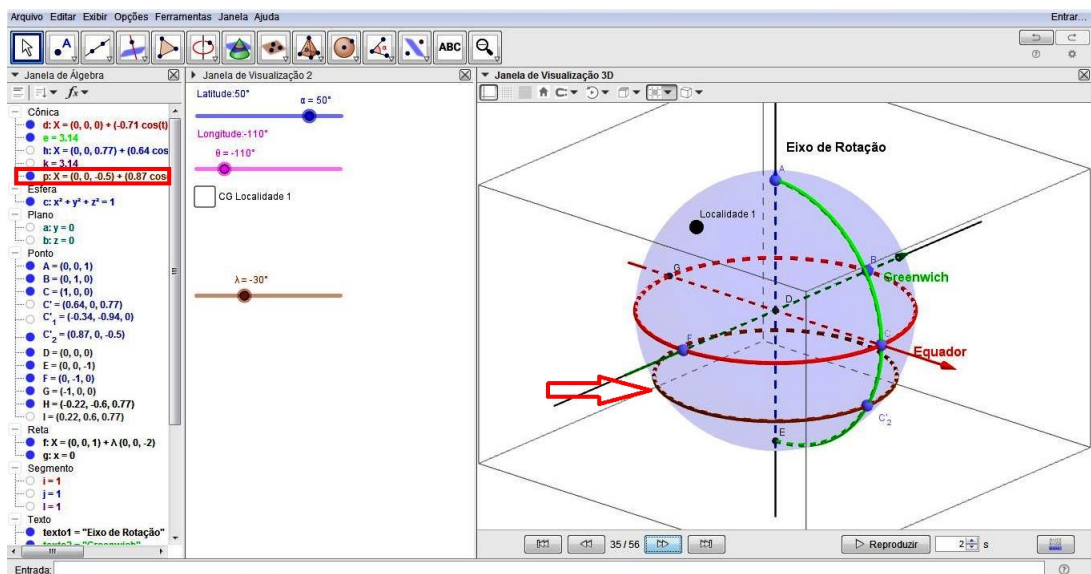 Arquivo Editar Exibir Opções Ferramentas Janela Ajuda
Entrar...
A
ABC
Janela de Álgebra
Janela de Visualização 2
Janela de Visualização 3D
Cônica
d: X = (0, 0, 0) + (-0.71 cos(t)
e = 3.14
h: X = (0, 0, 0.77) + (0.64 cos
k = 3.14
p: X = (0, 0, -0.5) + (0.87 cos
Esfera
c: x² + y² + z² = 1
Plano
a: y = 0
b: z = 0
Ponto
A = (0, 0, 1)
B = (0, 1, 0)
C = (1, 0, 0)
C' = (0.64, 0, 0.77)
C'₁ = (-0.34, -0.94, 0)
C'₂ = (0.87, 0, -0.5)
D = (0, 0, 0)
E = (0, 0, -1)
F = (0, -1, 0)
G = (-1, 0, 0)
H = (-0.22, -0.6, 0.77)
I = (0.22, 0.6, 0.77)
Reta
f: X = (0, 0, 1) + λ (0, 0, -2)
g: x = 0
Segmento
i = 1
j = 1
l = 1
Texto
texto1 = "Eixo de Rotação"
Latitude:50°
α = 50°
Longitude:-110°
θ = -110°
CG Localidade 1
λ = -30°
Eixo de Rotação
A
Localidade 1
G
B
Greenwich
D
F
C
Equador
C'₂
E
35 / 56
Reproduzir
2
s
Entrada: